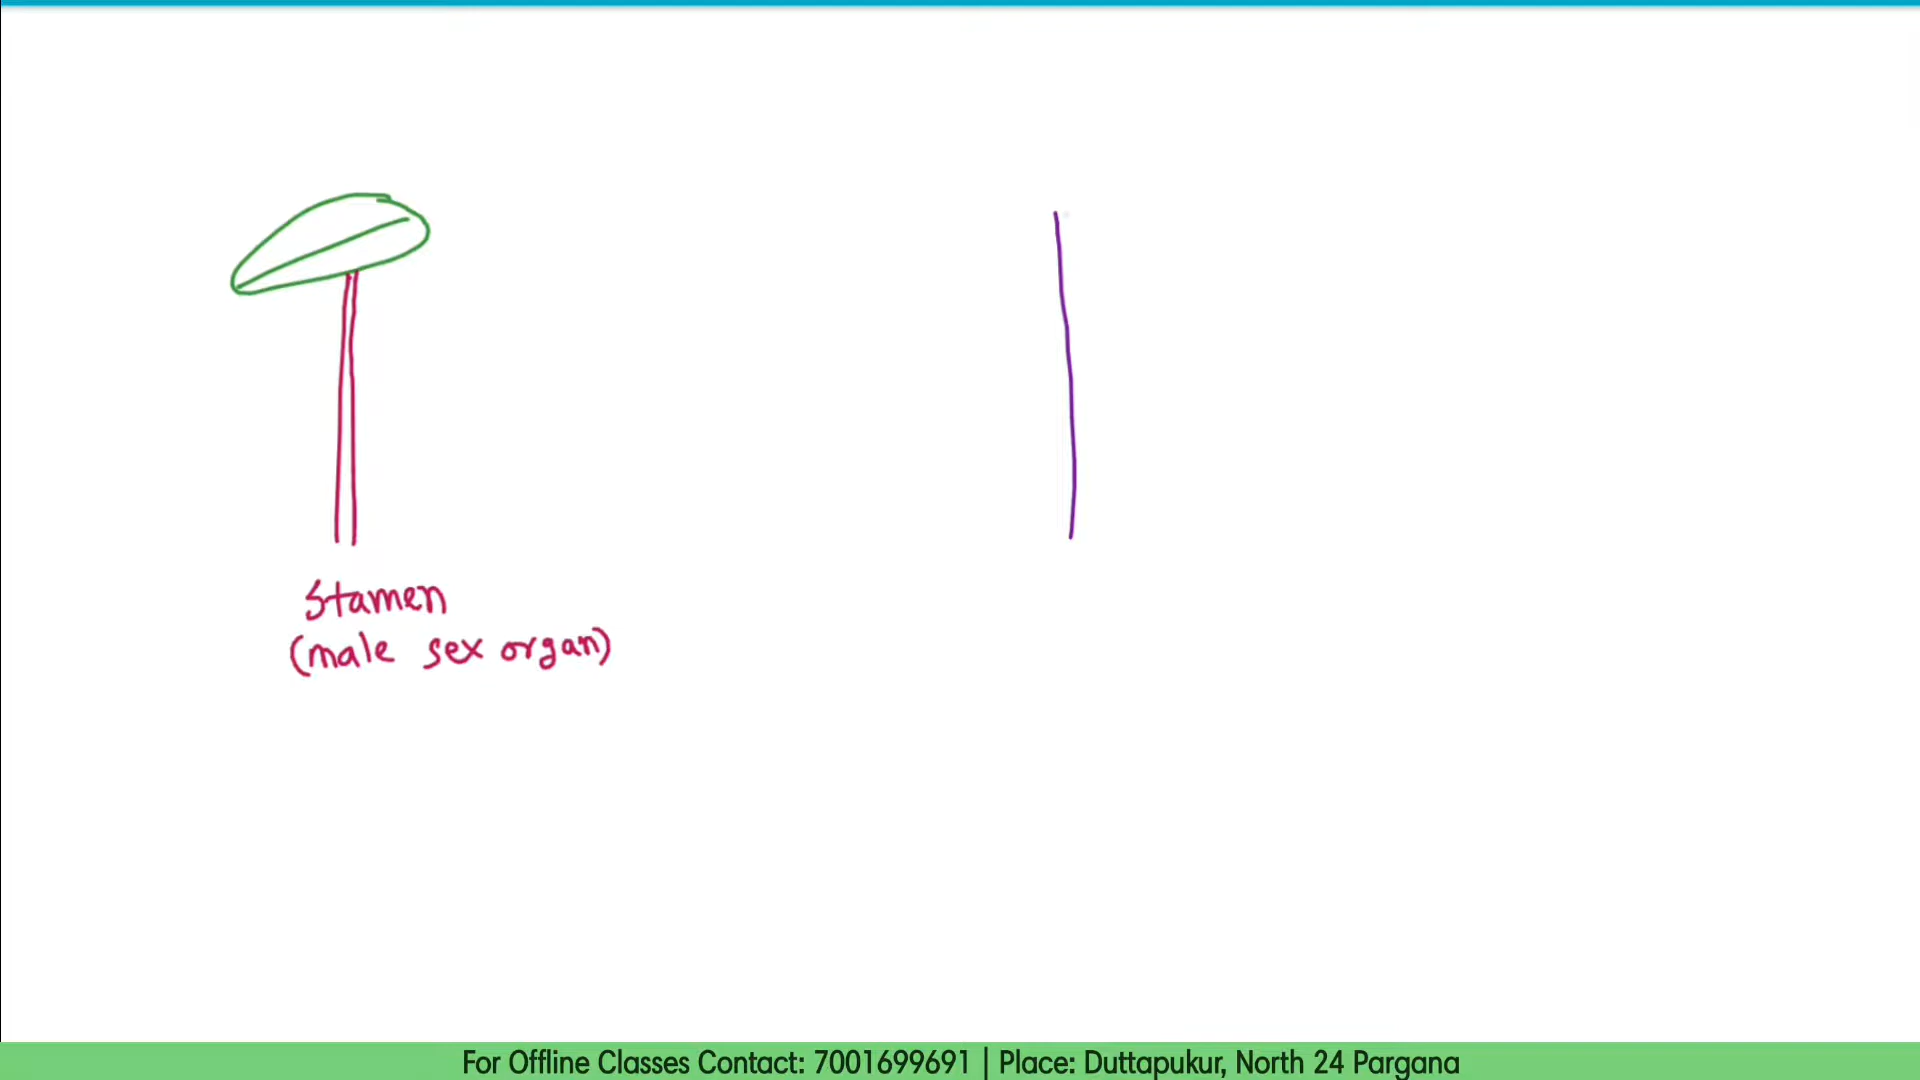 Stamen
(male sex organ)
For Offline Classes Contact: 7001699691 | Place: Duttapukur, North 24 Pargana